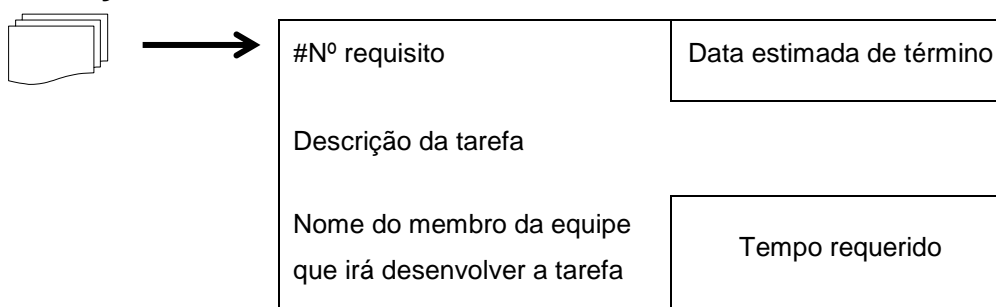 #Nº requisito
Data estimada de término
Descrição da tarefa
Nome do membro da equipe
que irá desenvolver a tarefa
Tempo requerido